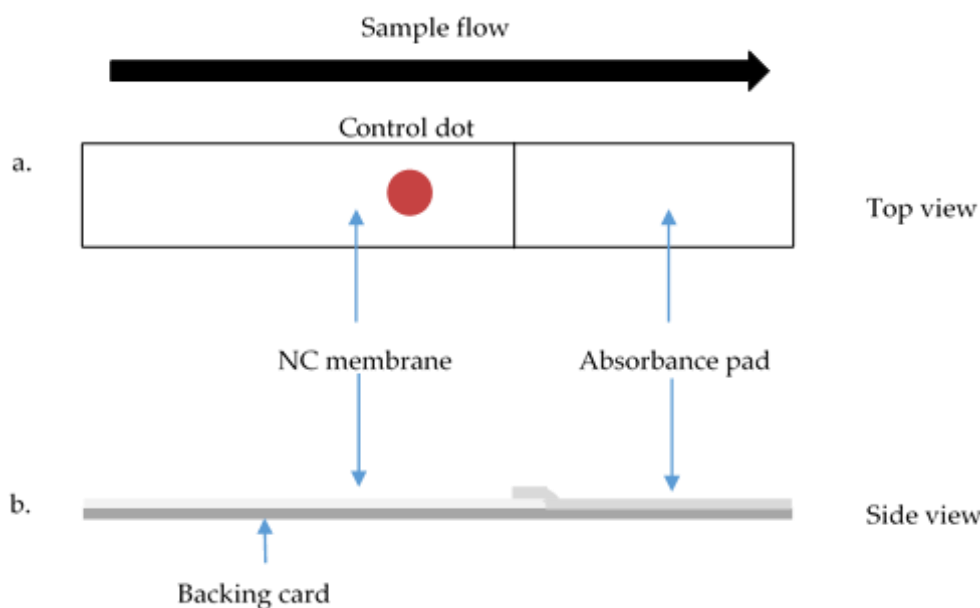 Sample flow
Control dot
a.
Top view
NC membrane
Absorbance pad
b.
Side view
Backing card